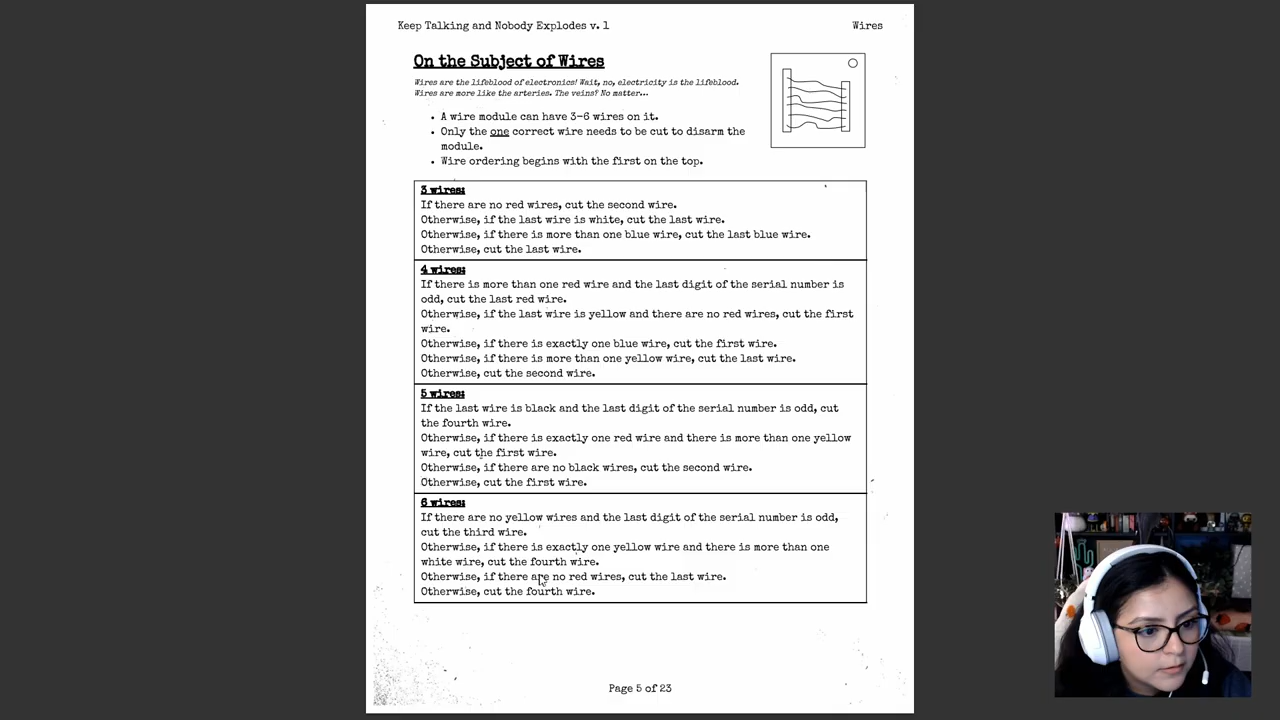 Keep Talking and Nobody Explodes v. 1
Wires
On the Subject of Wires
Wires are the lifeblood of electronics! Wait, no, electricity is the lifeblood.
Wires are more like the arteries. The veins? No matter...
• A wire module can have 3-6 wires on it.
• Only the one correct wire needs to be cut to disarm the
module.
• Wire ordering begins with the first on the top.
3 wires:
If there are no red wires, cut the second wire.
Otherwise, if the last wire is white, cut the last wire.
Otherwise, if there is more than one blue wire, cut the last blue wire.
Otherwise, cut the last wire.
4 wires:
If there is more than one red wire and the last digit of the serial number is
odd, cut the last red wire.
Otherwise, if the last wire is yellow and there are no red wires, cut the first
wire.
Otherwise, if there is exactly one blue wire, cut the first wire.
Otherwise, if there is more than one yellow wire, cut the last wire.
Otherwise, cut the second wire.
5 wires:
If the last wire is black and the last digit of the serial number is odd, cut
the fourth wire.
Otherwise, if there is exactly one red wire and there is more than one yellow
wire, cut the first wire.
Otherwise, if there are no black wires, cut the second wire.
Otherwise, cut the first wire.
6 wires:
If there are no yellow wires and the last digit of the serial number is odd,
cut the third wire.
Otherwise, if there is exactly one yellow wire and there is more than one
white wire, cut the fourth wire.
Otherwise, if there are no red wires, cut the last wire.
Otherwise, cut the fourth wire.
Page 5 of 23